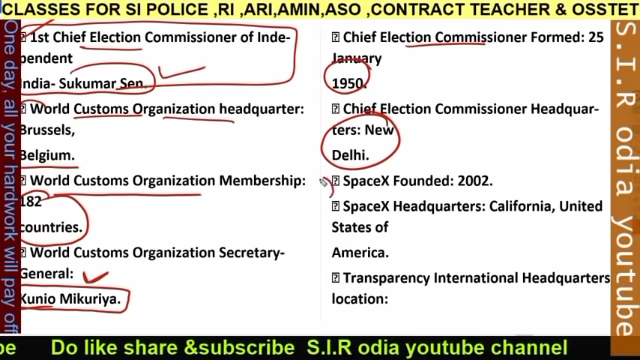 CLASSES FOR SI POLICE ,RI ,ARI,AMIN,ASO ,CONTRACT TEACHER & OSSTET
One day, all your hardwork will pay off
1st Chief Election Commissioner of Inde-
pendent
India- Sukumar Sen.
World Customs Organization headquarter:
Brussels,
Belgium.
World Customs Organization Membership:
182
countries.
World Customs Organization Secretary-
General:
Kunio Mikuriya.
Chief Election Commissioner Formed: 25
January
1950.
Chief Election Commissioner Headquar-
ters: New
Delhi.
SpaceX Founded: 2002.
SpaceX Headquarters: California, United
States of
America.
Transparency International Headquarters
location:
S.I.R odia youtube
be Do like share &subscribe S.I.R odia youtube channel